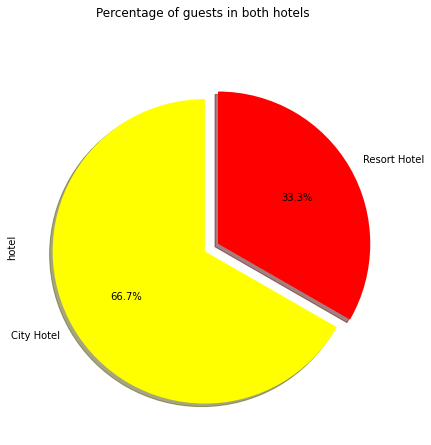 Percentage of guests in both hotels
Resort Hotel
33.3%
hotel
66.7%
City Hotel